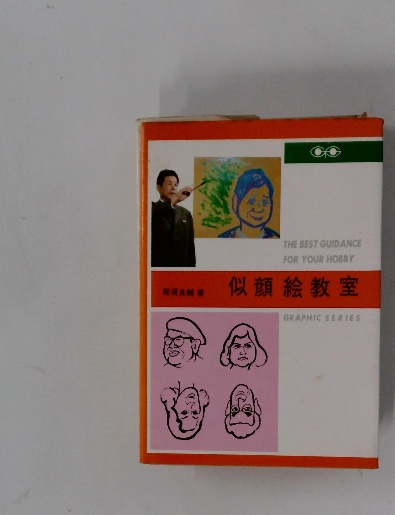 THE BEST GUIDANCE
FOR YOUR HOBBY
似顔絵教室
GRAPHIC SERIES